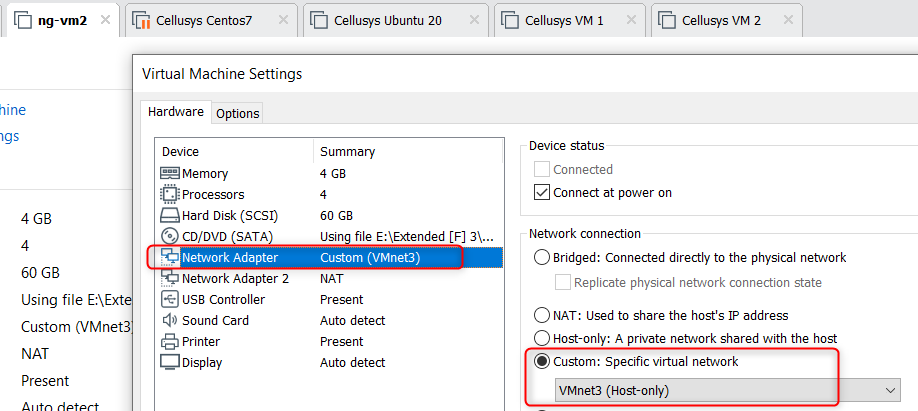 ng-vm2 × Cellusys Centos7 × Cellusys Ubuntu 20 × Cellusys VM 1 × Cellusys VM 2 ×
Virtual Machine Settings
hine
ngs
4 GB
4
60 GB
Using file E:\Exte
Custom (VMnet3)
NAT
Present
Auto detect
Hardware Options
Device Summary
Memory 4 GB
Processors 4
Hard Disk (SCSI) 60 GB
CD/DVD (SATA) Using file E:\Extended [F] 3\...
Network Adapter Custom (VMnet3)
Network Adapter 2 NAT
USB Controller Present
Sound Card Auto detect
Printer Present
Display Auto detect
Device status
Connected
Connect at power on
Network connection
Bridged: Connected directly to the physical network
Replicate physical network connection state
NAT: Used to share the host's IP address
Host-only: A private network shared with the host
Custom: Specific virtual network
VMnet3 (Host-only)